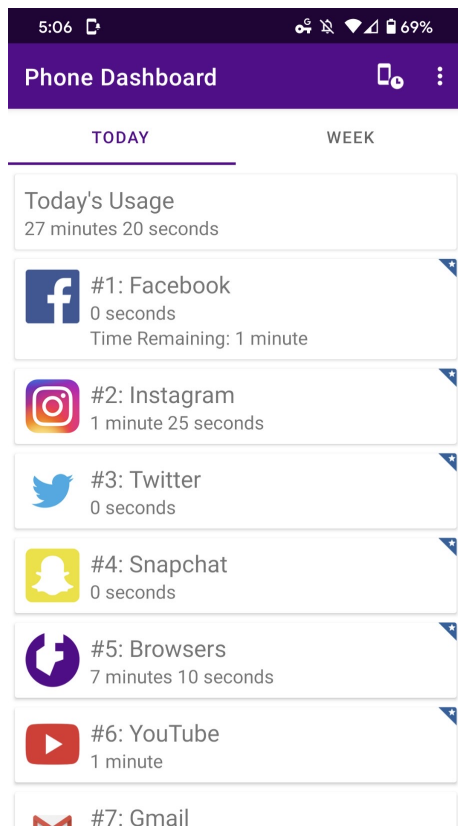 5:06
G
69%
Phone Dashboard
TODAY
WEEK
Today's Usage
27 minutes 20 seconds
#1: Facebook
0 seconds
Time Remaining: 1 minute
#2: Instagram
1 minute 25 seconds
#3: Twitter
0 seconds
#4: Snapchat
0 seconds
#5: Browsers
7 minutes 10 seconds
#6: YouTube
1 minute
#7: Gmail